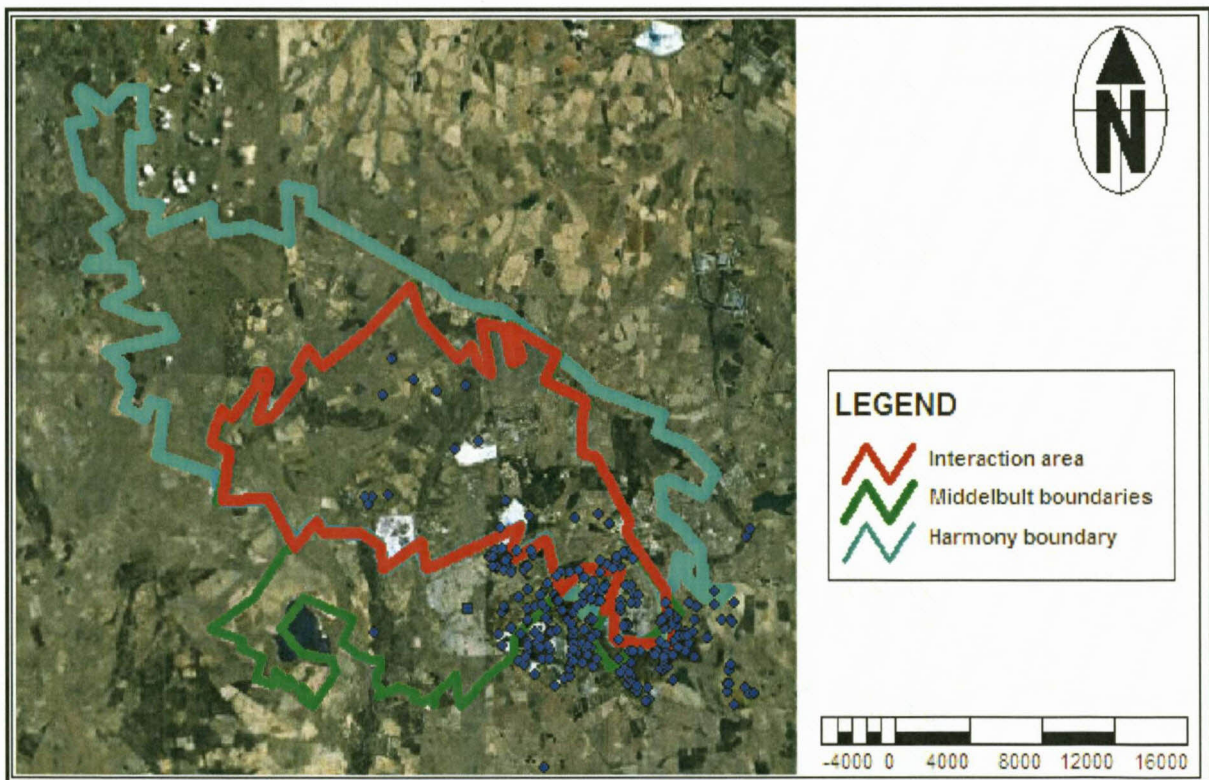 N
LEGEND
Interaction area
Middelbult boundaries
Harmony boundary
-4000 0 4000 8000 12000 16000